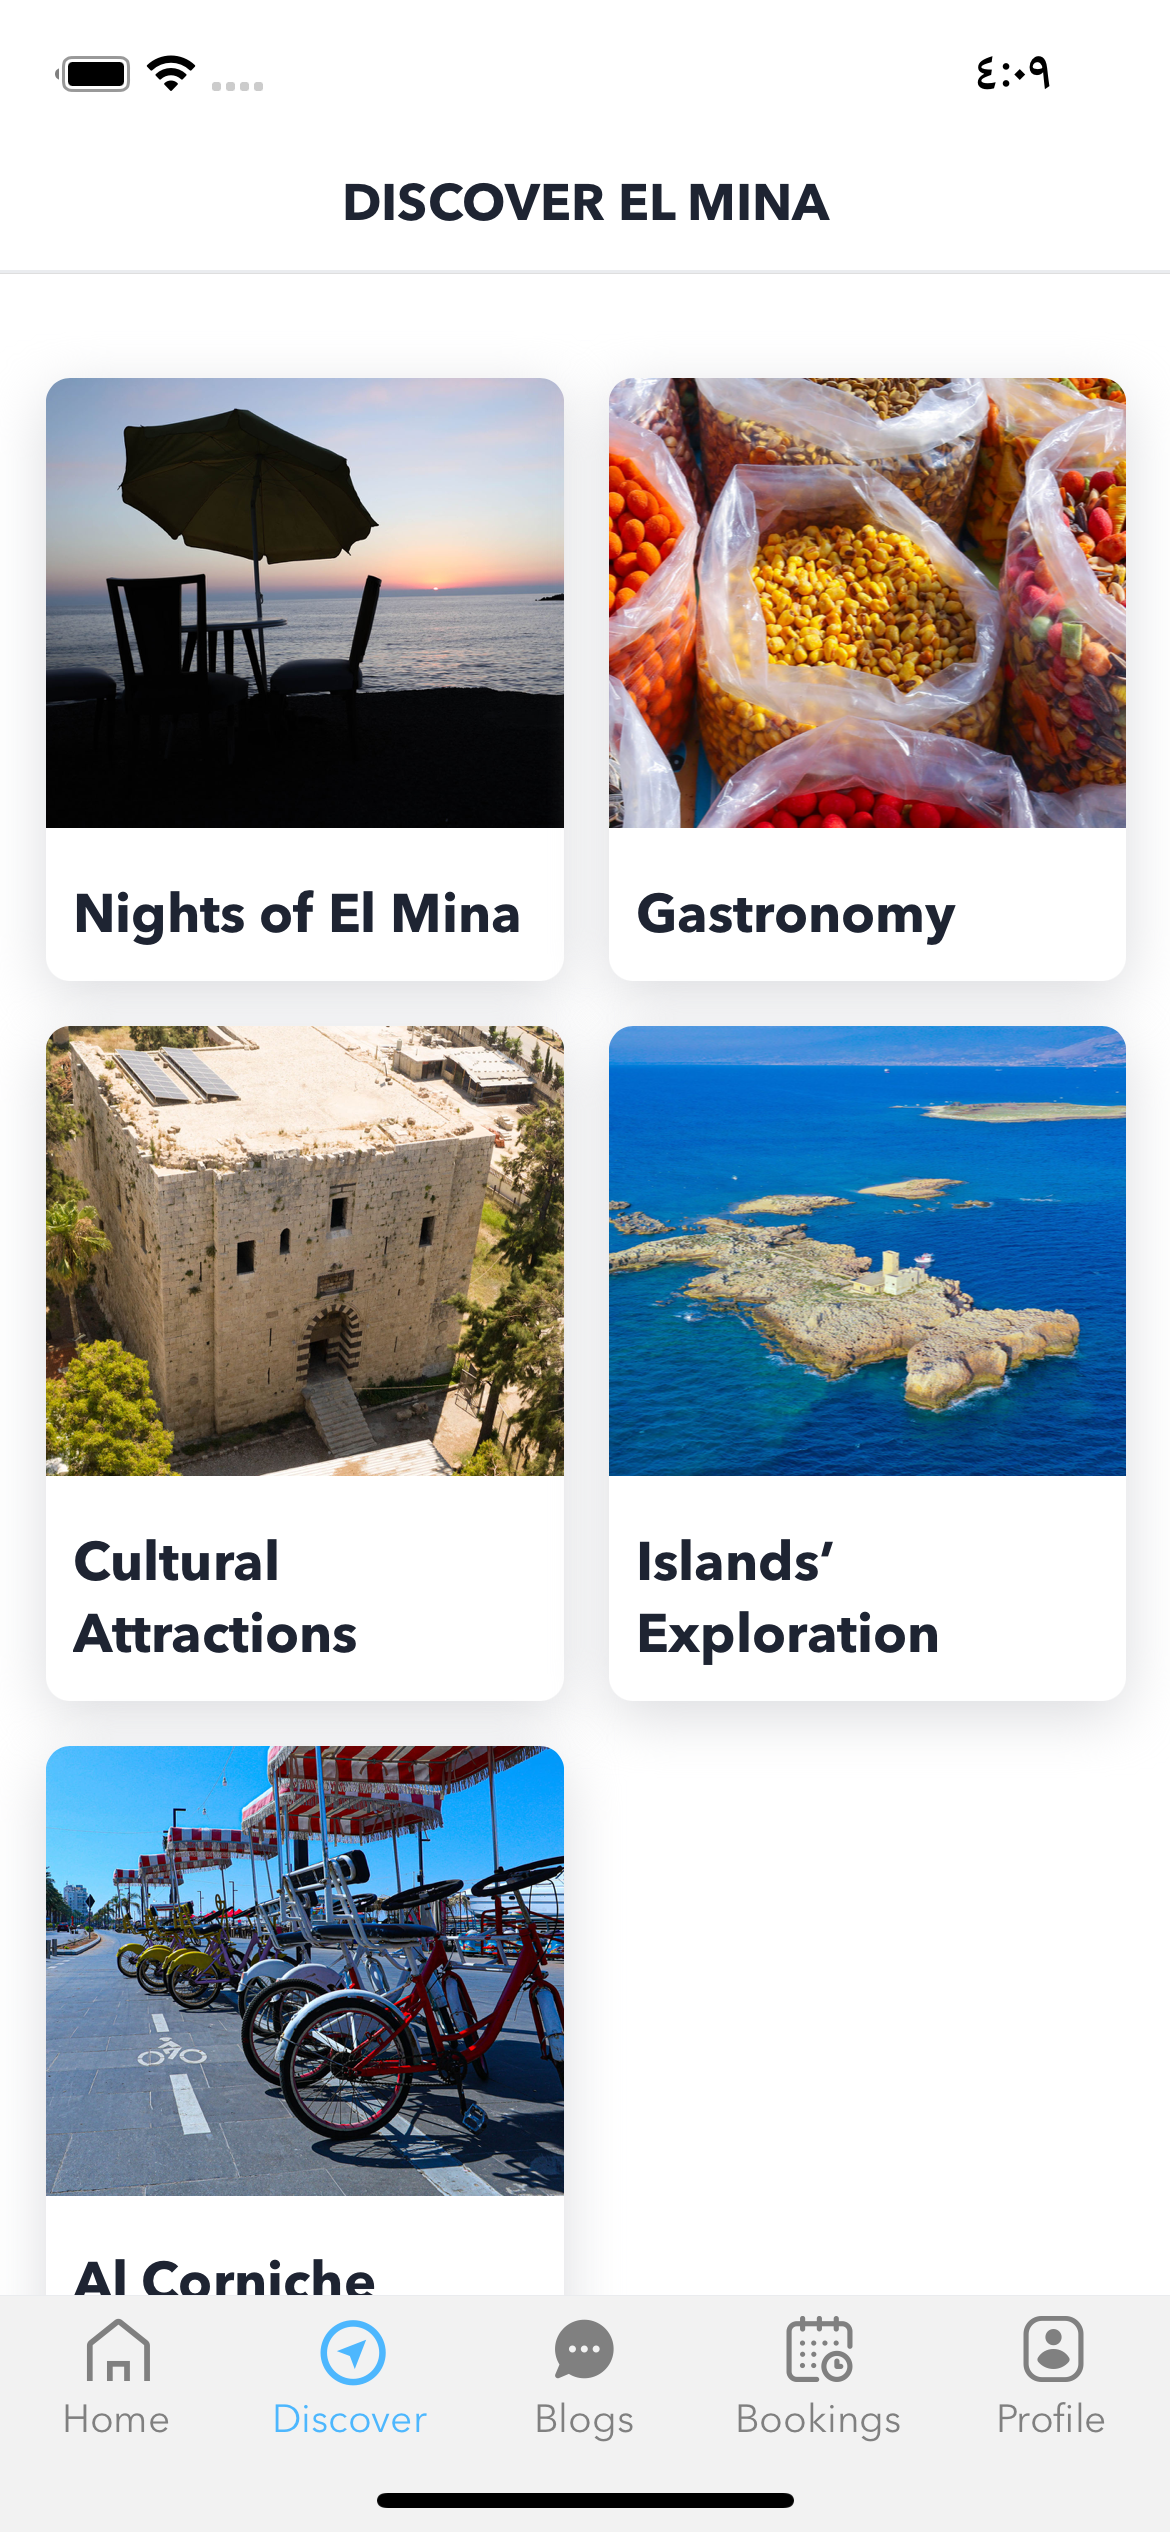 ٤:٠٩
DISCOVER EL MINA
Nights of El Mina
Gastronomy
Cultural
Attractions
Islands’
Exploration
Al Corniche
Home
Discover
Blogs
Bookings
Profile